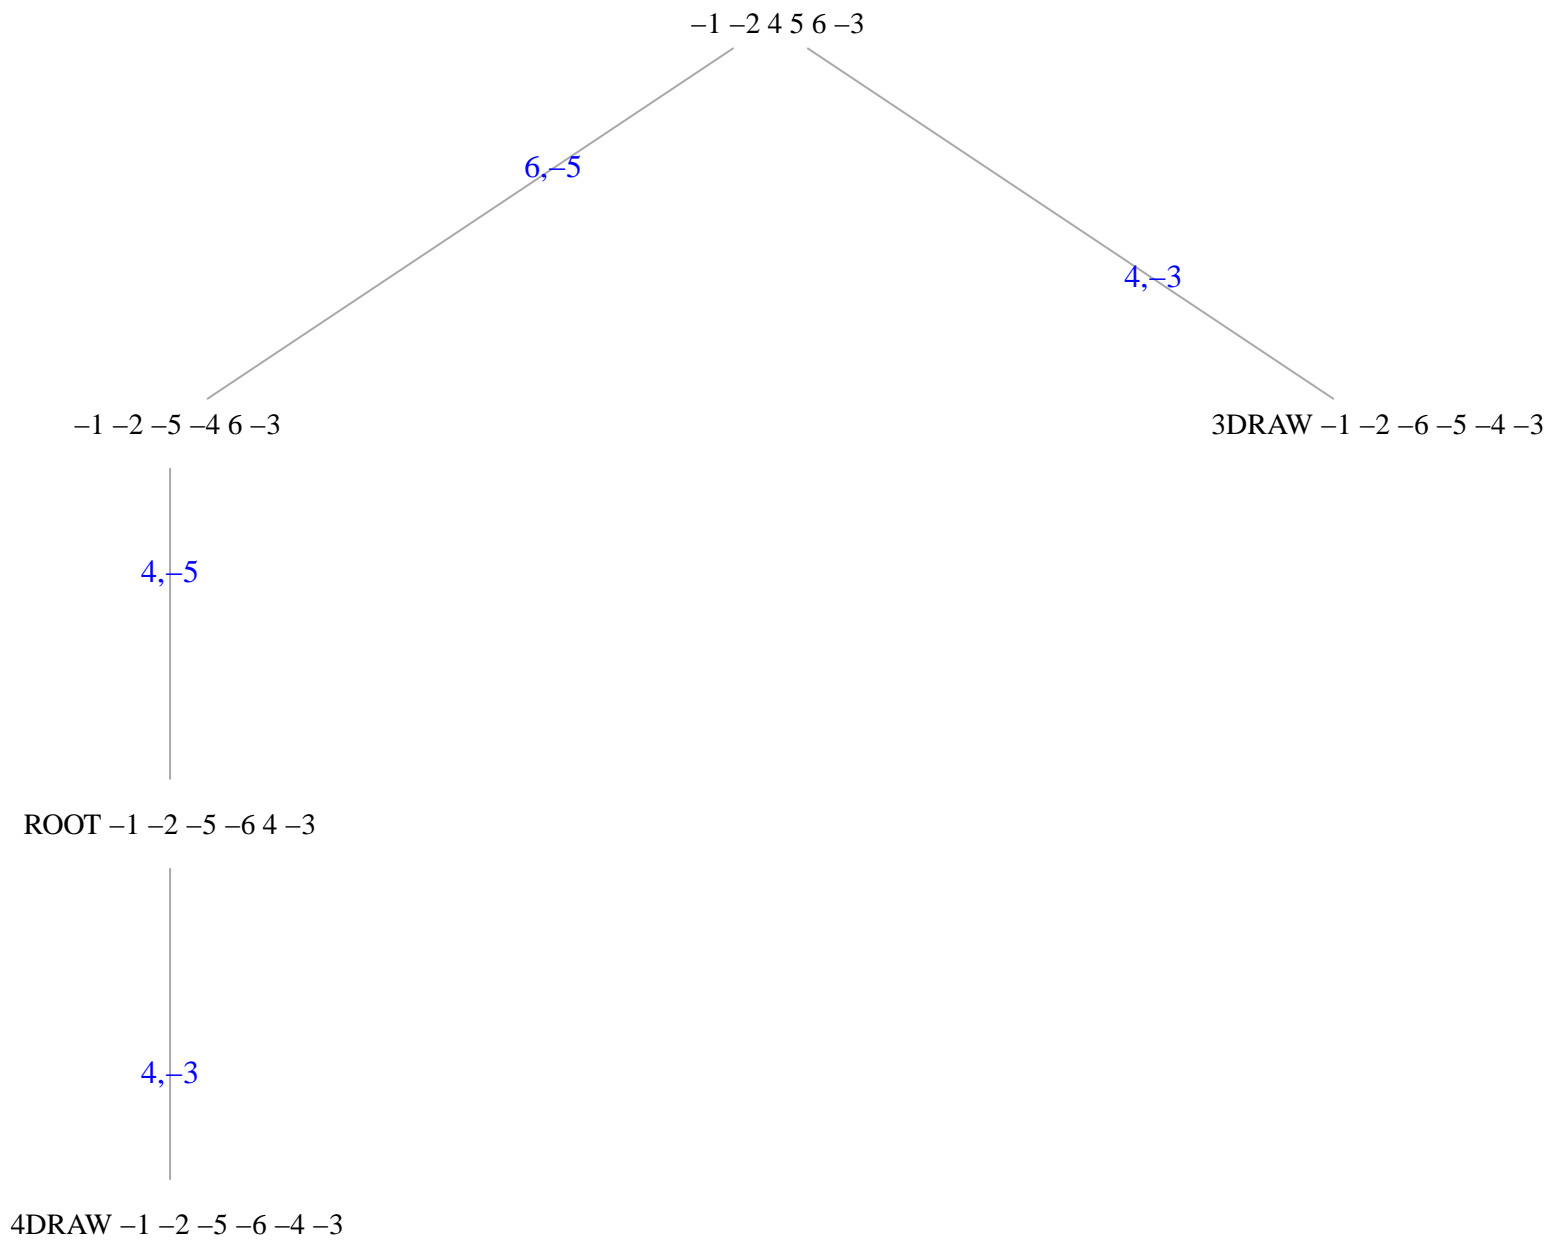 –1 –2 4 5 6 –3
6,–5
4,–3
–1 –2 –5 –4 6 –3
3DRAW –1 –2 –6 –5 –4 –3
4,–5
ROOT –1 –2 –5 –6 4 –3
4,–3
4DRAW –1 –2 –5 –6 –4 –3